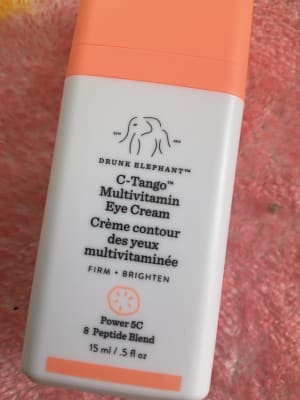 DRUNK ELEPHANT™
C-Tango™
Multivitamin
Eye Cream
Crème contour
des yeux
multivitaminée
FIRM + BRIGHTEN
Power 5C
8 Peptide Blend
15 ml / .5 fl oz